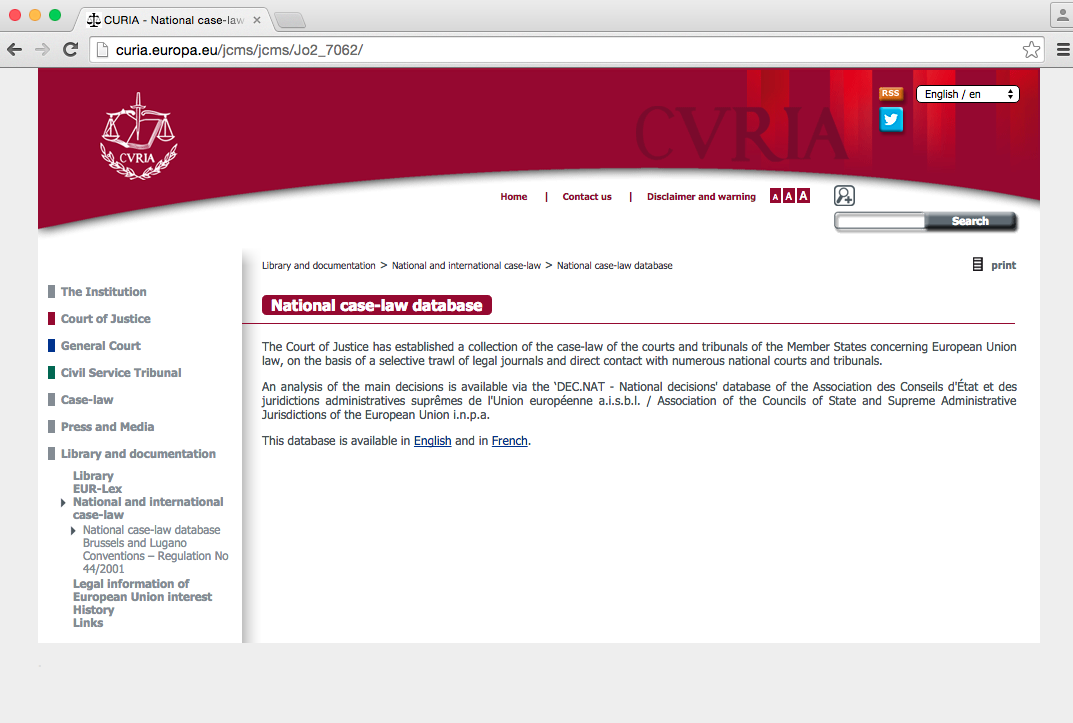 CURIA - National case-law
curia.europa.eu/jcms/jcms/Jo2_7062/
CVRIA
CVRIA
RSS
English / en
Home | Contact us | Disclaimer and warning A A A
Search
Library and documentation > National and international case-law > National case-law database
print
The Institution
Court of Justice
General Court
Civil Service Tribunal
Case-law
Press and Media
Library and documentation
Library
EUR-Lex
National and international
case-law
National case-law database
Brussels and Lugano
Conventions – Regulation No
44/2001
Legal information of
European Union interest
History
Links
National case-law database
The Court of Justice has established a collection of the case-law of the courts and tribunals of the Member States concerning European Union
law, on the basis of a selective trawl of legal journals and direct contact with numerous national courts and tribunals.
An analysis of the main decisions is available via the ‘DEC.NAT - National decisions' database of the Association des Conseils d'État et des
juridictions administratives suprêmes de l'Union européenne a.i.s.b.l. / Association of the Councils of State and Supreme Administrative
Jurisdictions of the European Union i.n.p.a.
This database is available in English and in French.